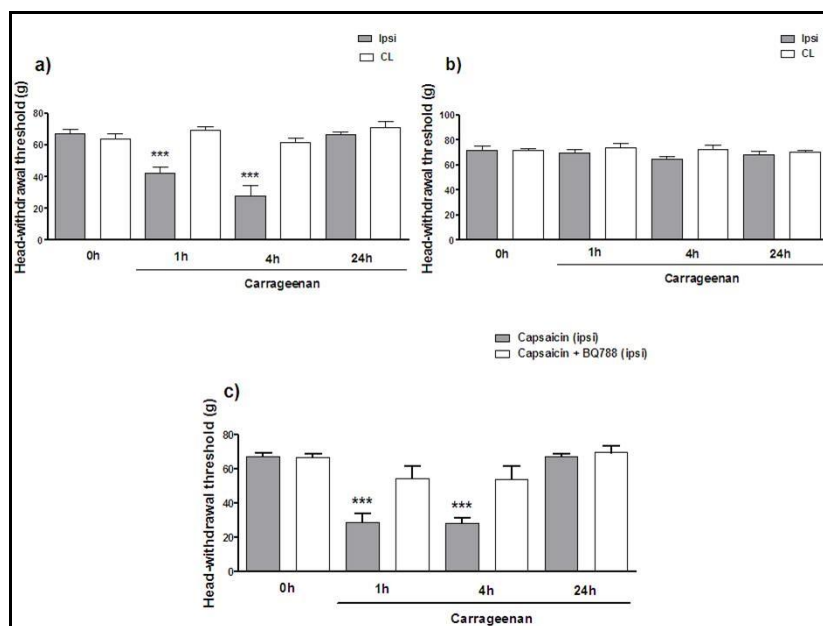 Ipsi
CL
a)
Head-withdrawal threshold (g)
80
60
40
20
0
***
***
0h 1h 4h 24h
Carrageenan
Ipsi
CL
b)
Head-withdrawal threshold (g)
100
80
60
40
20
0
0h 1h 4h 24h
Carrageenan
Capsaicin (ipsi)
Capsaicin + BQ788 (ipsi)
c)
Head-withdrawal threshold (g)
80
60
40
20
0
***
***
0h 1h 4h 24h
Carrageenan